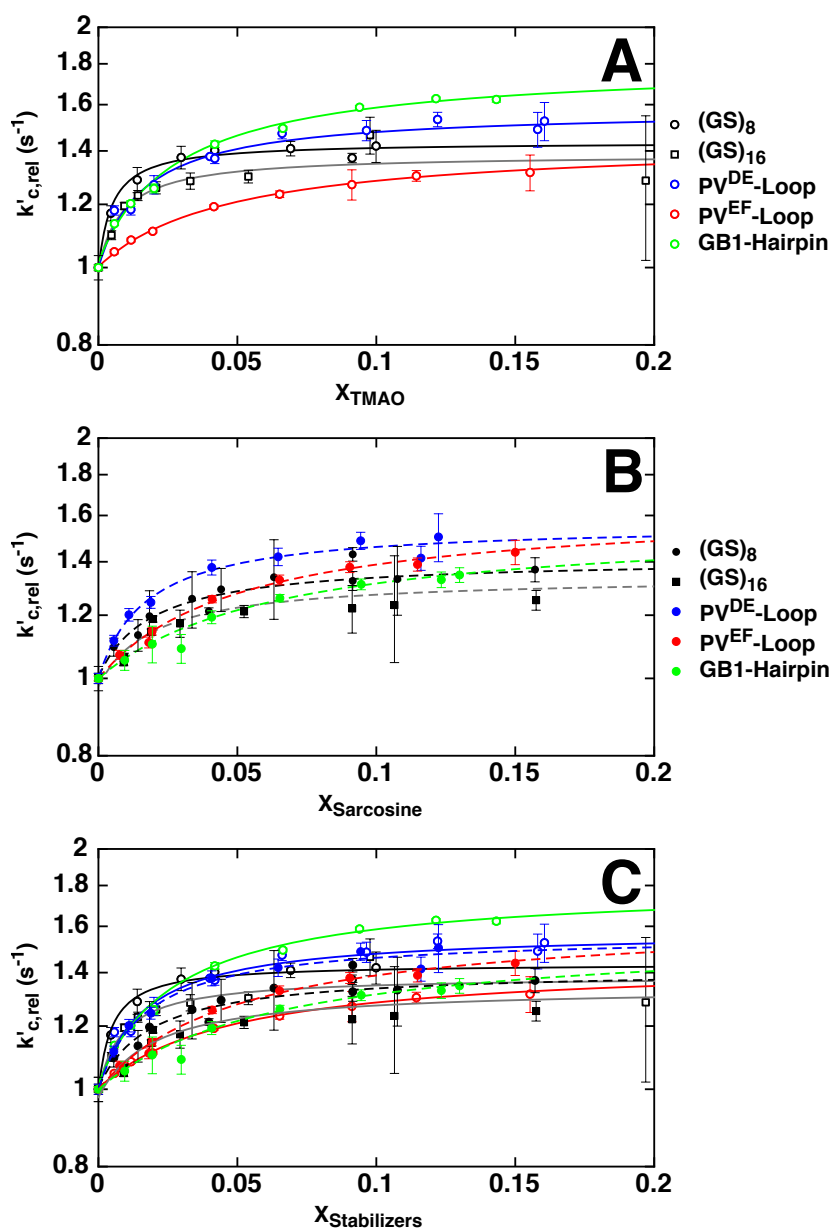 A
2
1.8
1.6
1.4
1.2
1
0.8
k'c,rel (s-1)
0 0.05 0.1 0.15 0.2
XTMAO
(GS)8
(GS)16
PVDE-Loop
PVEF-Loop
GB1-Hairpin
B
2
1.8
1.6
1.4
1.2
1
0.8
k'c,rel (s-1)
0 0.05 0.1 0.15 0.2
XSarcosine
(GS)8
(GS)16
PVDE-Loop
PVEF-Loop
GB1-Hairpin
C
2
1.8
1.6
1.4
1.2
1
0.8
k'c,rel (s-1)
0 0.05 0.1 0.15 0.2
XStabilizers